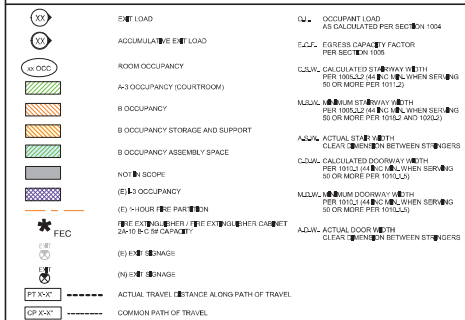 XX
EXIT LOAD
XX
ACCUMULATIVE EXIT LOAD
xx OCC
ROOM OCCUPANCY
A-3 OCCUPANCY (COURTROOM)
B OCCUPANCY
B OCCUPANCY STORAGE AND SUPPORT
B OCCUPANCY ASSEMBLY SPACE
NOT IN SCOPE
(E) I-3 OCCUPANCY
(E) 1-HOUR FIRE PARTITION
FEC
FIRE EXTINGUISHER / FIRE EXTINGUISHER CABINET
2A-10 B-C 5# CAPACITY
EXIT
(E) EXIT SIGNAGE
EXIT
(N) EXIT SIGNAGE
PT X'-X"
ACTUAL TRAVEL DISTANCE ALONG PATH OF TRAVEL
CP X'-X"
COMMON PATH OF TRAVEL
O.L. OCCUPANT LOAD
AS CALCULATED PER SECTION 1004
E.C.F. EGRESS CAPACITY FACTOR
PER SECTION 1005
C.S.W. CALCULATED STAIRWAY WIDTH
PER 1005.3.2 (44 INC MIN. WHEN SERVING
50 OR MORE PER 1011.2)
M.S.W. MINIMUM STAIRWAY WIDTH
PER 1005.3.2 (44 INC MIN. WHEN SERVING
50 OR MORE PER 1018.2 AND 1020.2)
A.S.W. ACTUAL STAIR WIDTH
CLEAR DIMENSION BETWEEN STRINGERS
C.D.W. CALCULATED DOORWAY WIDTH
PER 1010.1 (44 INC MIN. WHEN SERVING
50 OR MORE PER 1010.1.5)
M.D.W. MINIMUM DOORWAY WIDTH
PER 1010.1 (44 INC MIN. WHEN SERVING
50 OR MORE PER 1010.1.5)
A.D.W. ACTUAL DOOR WIDTH
CLEAR DIMENSION BETWEEN STRINGERS